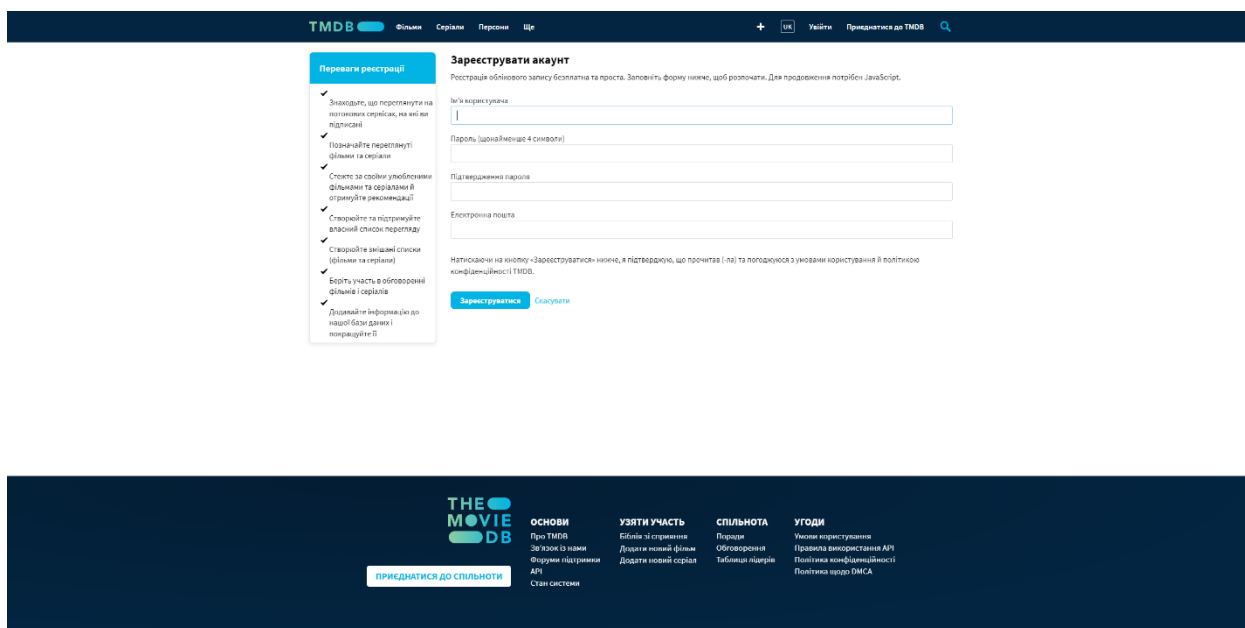 TMDB Фільми Серіали Персони Ще + UK Увійти Приєднатися до TMDB
Переваги реєстрації
Знаходьте, що переглянути на
потокових сервісах, на які ви
підписані
Позначайте переглянуті
фільми та серіали
Стежте за своїми улюбленими
фільмами та серіалами й
отримуйте рекомендації
Створюйте та підтримуйте
власний список перегляду
Створюйте змішані списки
(фільми та серіали)
Беріть участь в обговоренні
фільмів і серіалів
Додавайте інформацію до
нашої бази даних і
покращуйте її
Зареєструвати акаунт
Реєстрація облікового запису безплатна та проста. Заповніть форму нижче, щоб розпочати. Для продовження потрібен JavaScript.
Ім'я користувача
Пароль (щонайменше 4 символи)
Підтвердження пароля
Електронна пошта
Натискаючи на кнопку «Зареєструватися» нижче, я підтверджую, що прочитав (-ла) та погоджуюся з умовами користування й політикою
конфіденційності TMDB.
Зареєструватися Скасувати
THE
MOVIE
DB
ПРИЄДНАТИСЯ ДО СПІЛЬНОТИ
ОСНОВИ
Про TMDB
Зв'язок із нами
Форуми підтримки
API
Стан системи
УЗЯТИ УЧАСТЬ
Біблія зі сприяння
Додати новий фільм
Додати новий серіал
СПІЛЬНОТА
Поради
Обговорення
Таблиця лідерів
УГОДИ
Умови користування
Правила використання API
Політика конфіденційності
Політика щодо DMCA